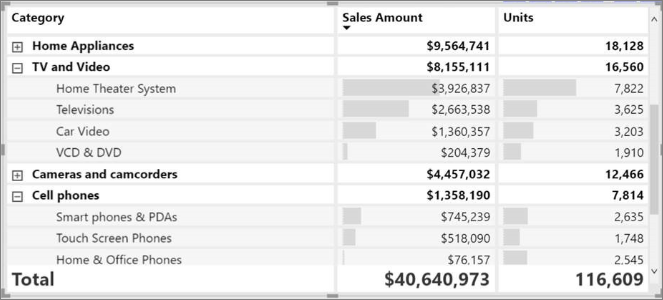 Category Sales Amount Units
Home Appliances $9,564,741 18,128
TV and Video $8,155,111 16,560
Home Theater System $3,926,837 7,822
Televisions $2,663,538 3,625
Car Video $1,360,357 3,203
VCD & DVD $204,379 1,910
Cameras and camcorders $4,457,032 12,466
Cell phones $1,358,190 7,814
Smart phones & PDAs $745,239 2,635
Touch Screen Phones $518,090 1,748
Home & Office Phones $76,157 2,545
Total $40,640,973 116,609